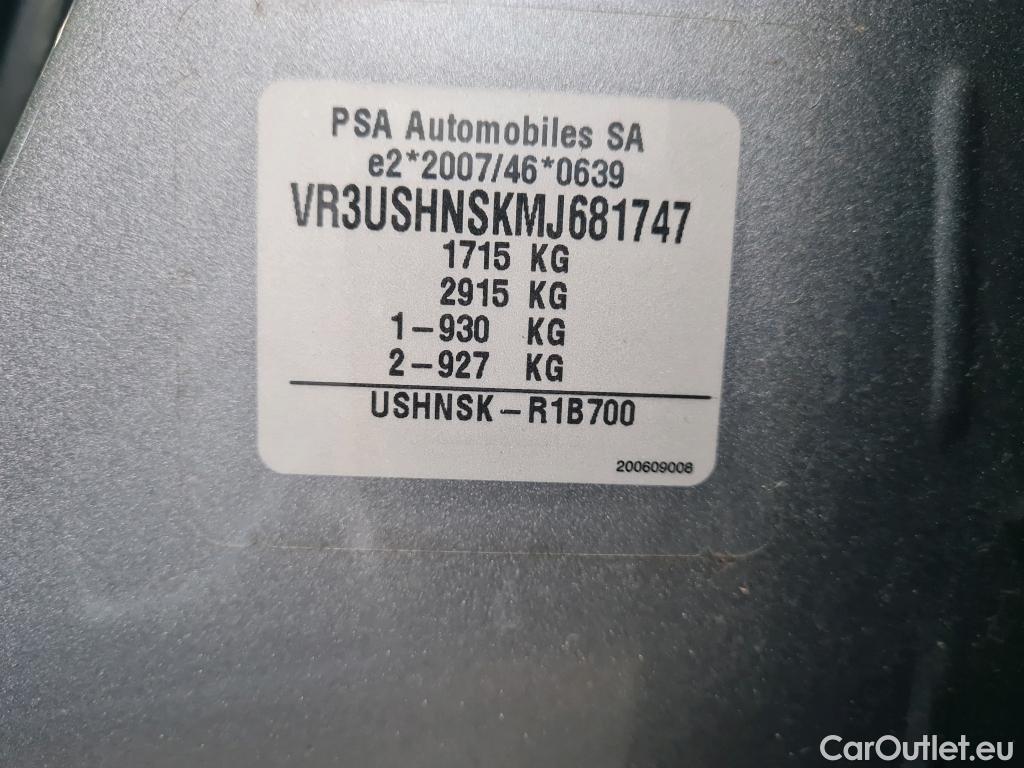 PSA Automobiles SA
e2*2007/46*0639
VR3USHNSKMJ681747
1715 KG
2915 KG
1-930 KG
2-927 KG
USHNSK-R1B700
200609008
CarOutlet.eu